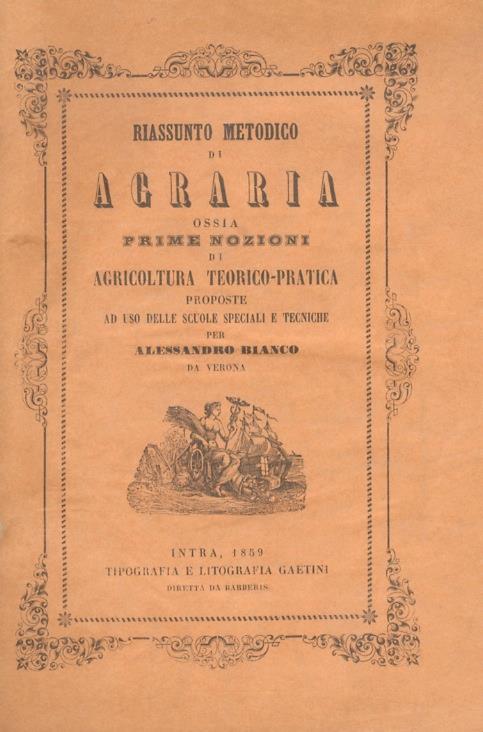 RIASSUNTO METODICO
DI
AGRARIA
OSSIA
PRIME NOZIONI
DI
AGRICOLTURA TEORICO-PRATICA
PROPOSTE
AD USO DELLE SCUOLE SPECIALI E TECNICHE
PER
ALESSANDRO BIANCO
DA VERONA
INTRA, 1859
TIPOGRAFIA E LITOGRAFIA GAETINI
DIRETTA DA BARBERIS